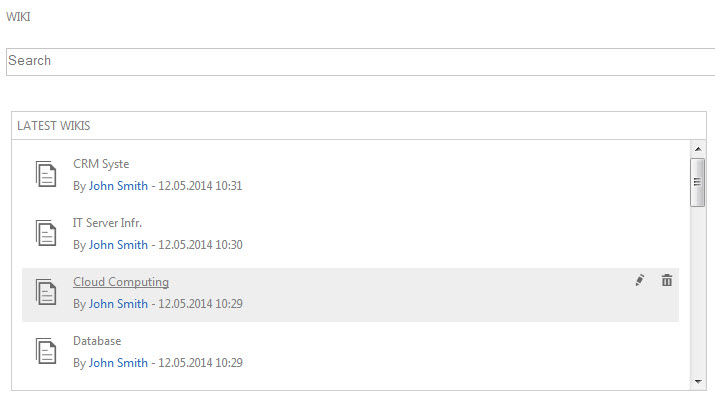 WIKI
Search
LATEST WIKIS
CRM Syste
By John Smith - 12.05.2014 10:31
IT Server Infr.
By John Smith - 12.05.2014 10:30
Cloud Computing
By John Smith - 12.05.2014 10:29
Database
By John Smith - 12.05.2014 10:29